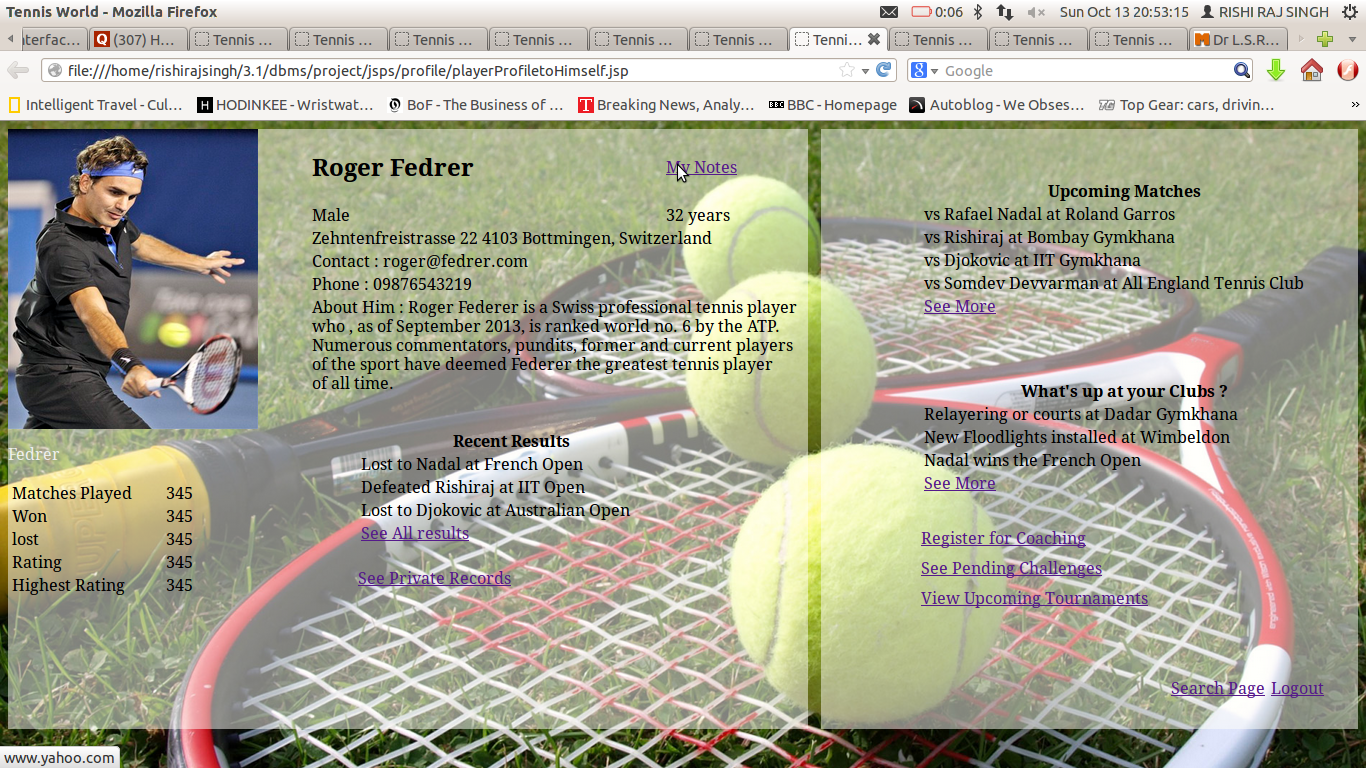 Tennis World - Mozilla Firefox
0:06
Sun Oct 13 20:53:15
RISHI RAJ SINGH
nterfac…
(307) H…
Tennis …
Tennis …
Tennis …
Tennis …
Tennis …
Tennis …
Tenni…
Tennis …
Tennis …
Tennis …
Dr L.S.R…
file:///home/rishirajsingh/3.1/dbms/project/jsps/profile/playerProfiletoHimself.jsp
Google
Intelligent Travel - Cul…
HODINKEE - Wristwat…
BoF - The Business of …
Breaking News, Analy…
BBC - Homepage
Autoblog - We Obses…
Top Gear: cars, drivin…
Roger Fedrer
My Notes
Male
32 years
Zehntenfreistrasse 22 4103 Bottmingen, Switzerland
Contact : roger@fedrer.com
Phone : 09876543219
About Him : Roger Federer is a Swiss professional tennis player
who , as of September 2013, is ranked world no. 6 by the ATP.
Numerous commentators, pundits, former and current players
of the sport have deemed Federer the greatest tennis player
of all time.
Fedrer
Matches Played 345
Won 345
lost 345
Rating 345
Highest Rating 345
Recent Results
Lost to Nadal at French Open
Defeated Rishiraj at IIT Open
Lost to Djokovic at Australian Open
See All results
See Private Records
Upcoming Matches
vs Rafael Nadal at Roland Garros
vs Rishiraj at Bombay Gymkhana
vs Djokovic at IIT Gymkhana
vs Somdev Devvarman at All England Tennis Club
See More
What's up at your Clubs ?
Relayering or courts at Dadar Gymkhana
New Floodlights installed at Wimbeldon
Nadal wins the French Open
See More
Register for Coaching
See Pending Challenges
View Upcoming Tournaments
Search Page
Logout
www.yahoo.com